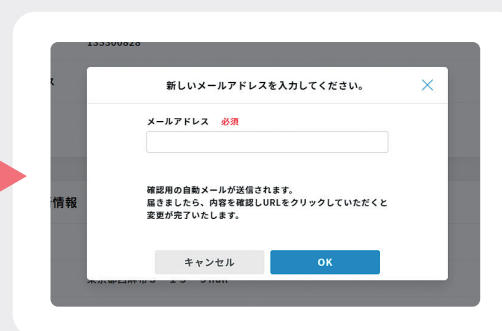 133300828
新しいメールアドレスを入力してください。
メールアドレス 必須
確認用の自動メールが送信されます。
届きましたら、内容を確認しURLをクリックしていただくと
変更が完了いたします。
情報
キャンセル OK